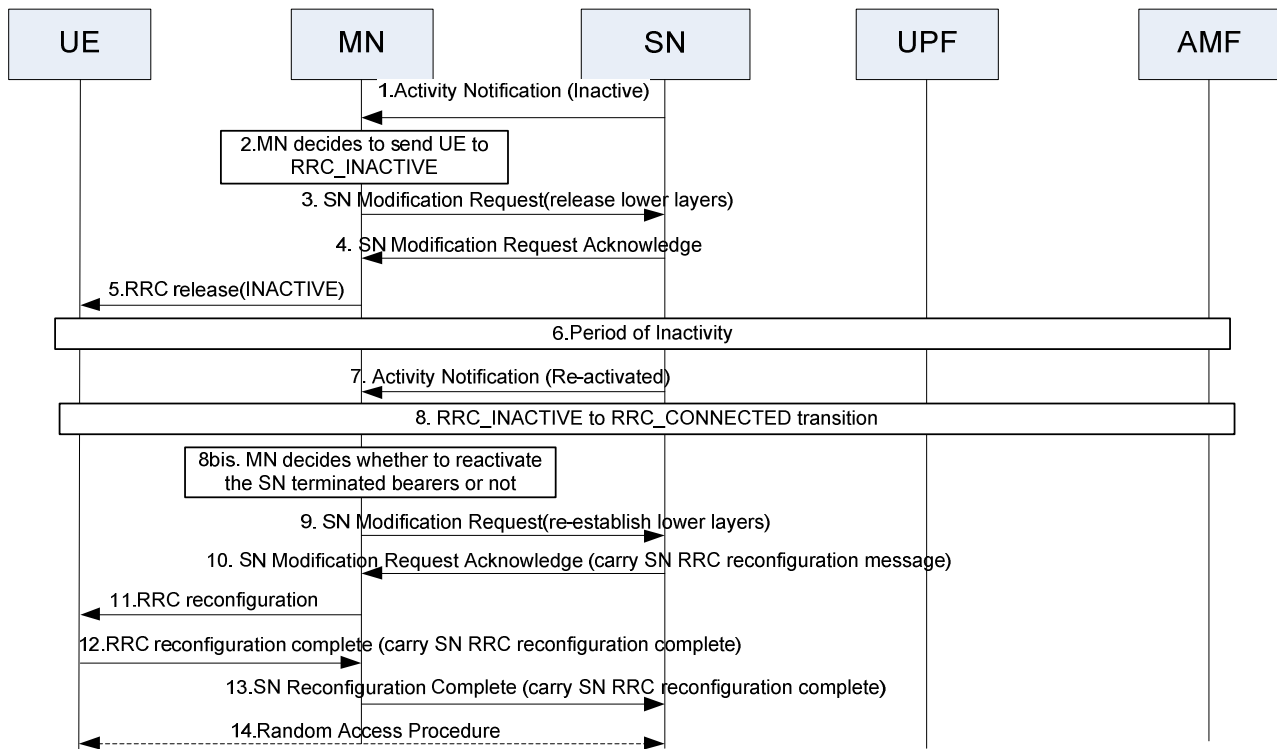 UE
MN
SN
UPF
AMF
1.Activity Notification (Inactive)
2.MN decides to send UE to
RRC_INACTIVE
3. SN Modification Request(release lower layers)
4. SN Modification Request Acknowledge
5.RRC release(INACTIVE)
6.Period of Inactivity
7. Activity Notification (Re-activated)
8. RRC_INACTIVE to RRC_CONNECTED transition
8bis. MN decides whether to reactivate
the SN terminated bearers or not
9. SN Modification Request(re-establish lower layers)
10. SN Modification Request Acknowledge (carry SN RRC reconfiguration message)
11.RRC reconfiguration
12.RRC reconfiguration complete (carry SN RRC reconfiguration complete)
13.SN Reconfiguration Complete (carry SN RRC reconfiguration complete)
14.Random Access Procedure